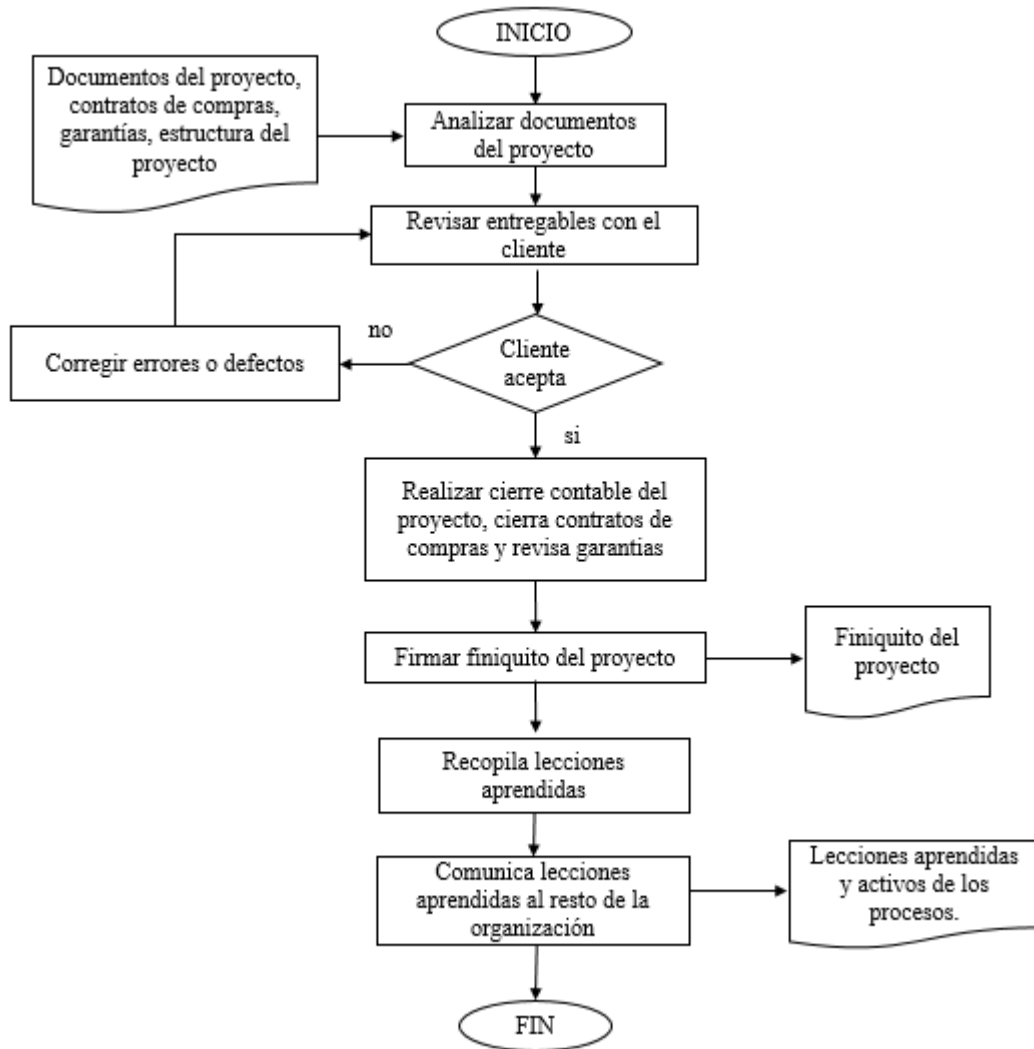 INICIO
Documentos del proyecto,
contratos de compras,
garantías, estructura del
proyecto
Analizar documentos
del proyecto
Revisar entregables con el
cliente
no
Corregir errores o defectos
Cliente
acepta
si
Realizar cierre contable del
proyecto, cierra contratos de
compras y revisa garantias
Firmar finiquito del proyecto
Finiquito del
proyecto
Recopila lecciones
aprendidas
Comunica lecciones
aprendidas al resto de la
organización
Lecciones aprendidas
y activos de los
procesos.
FIN